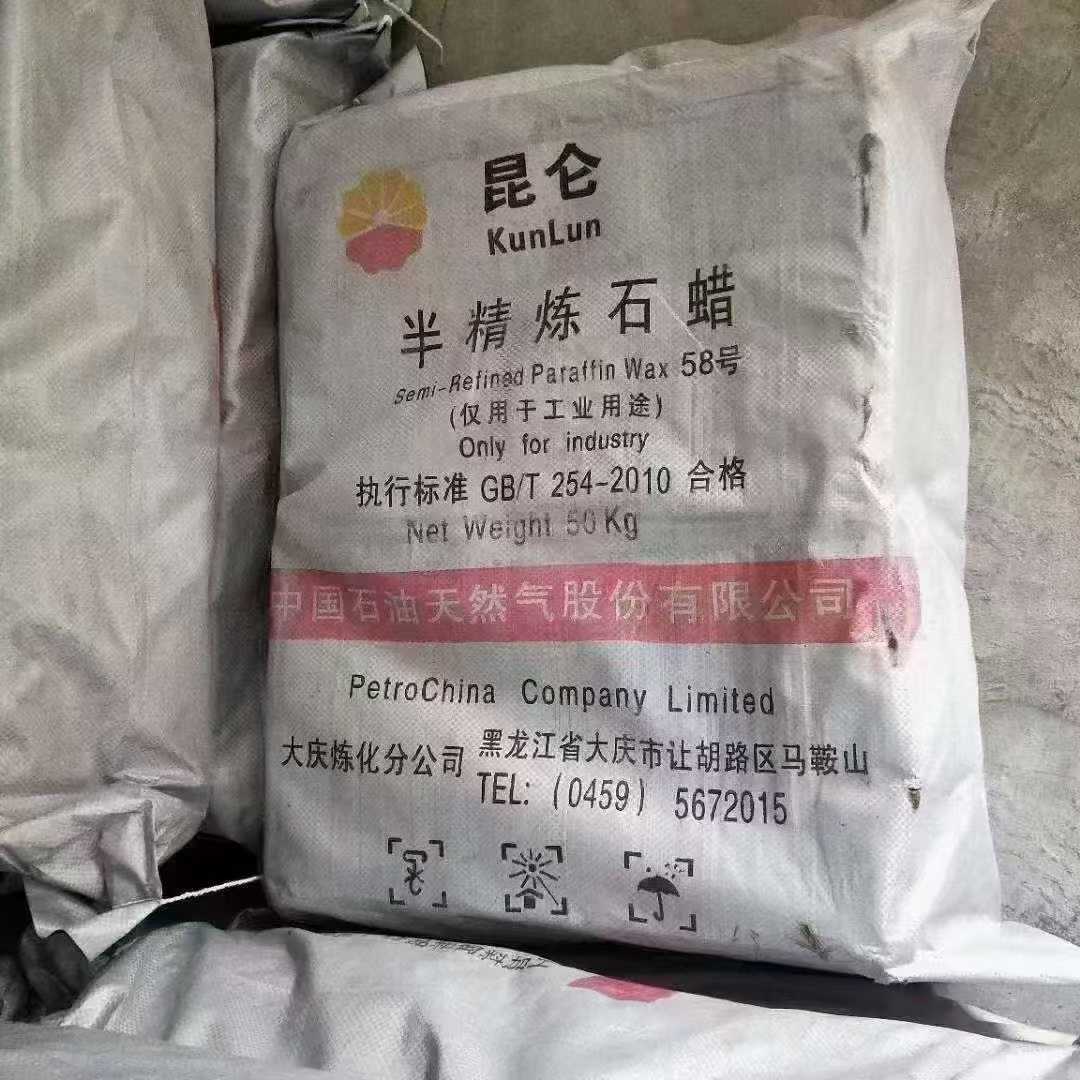 昆仑
KunLun
半精炼石蜡
Semi-Refined Paraffin Wax 58号
(仅用于工业用途)
Only for industry
执行标准 GB/T 254-2010 合格
Net Weight 50Kg
中国石油天然气股份有限公司
PetroChina Company Limited
大庆炼化分公司 黑龙江省大庆市让胡路区马鞍山
TEL: (0459) 5672015